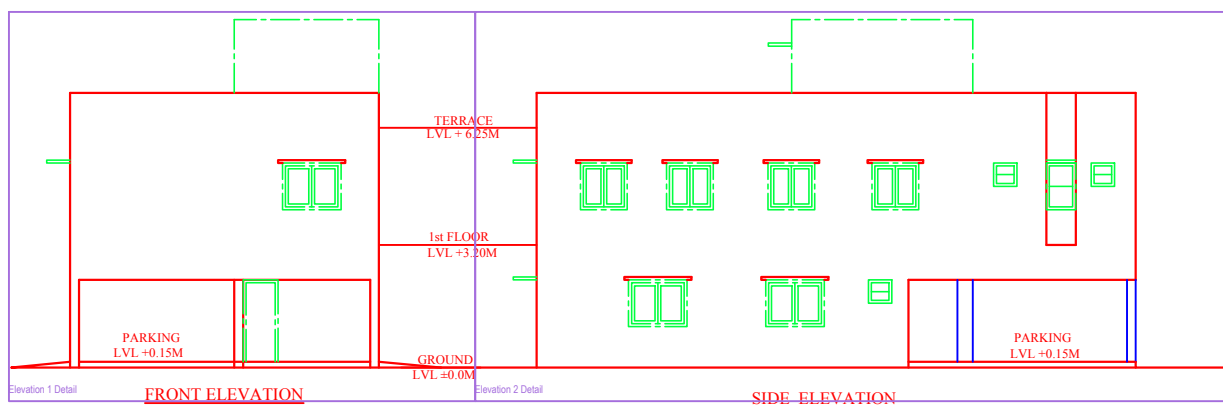 TERRACE
LVL + 6.25M
1st FLOOR
LVL +3.20M
PARKING
LVL +0.15M
GROUND
LVL ±0.0M
PARKING
LVL +0.15M
Elevation 1 Detail
FRONT ELEVATION
Elevation 2 Detail
SIDE ELEVATION